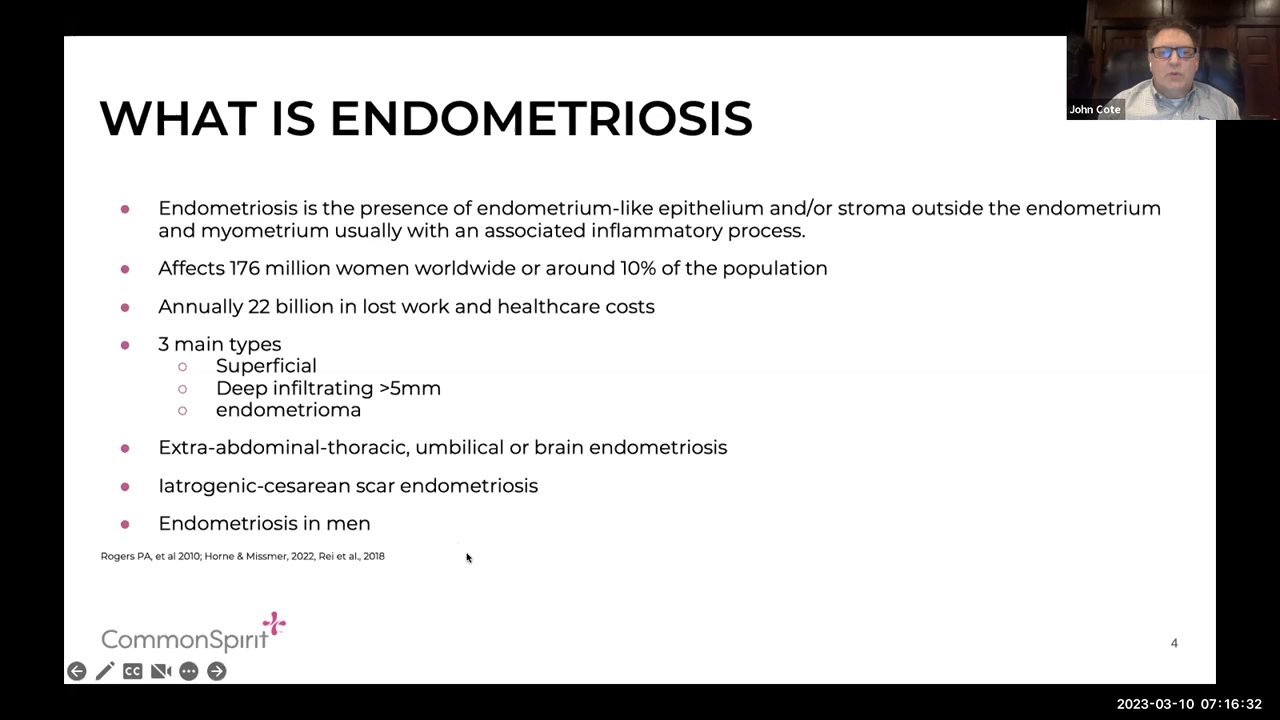 John Cote
WHAT IS ENDOMETRIOSIS
Endometriosis is the presence of endometrium-like epithelium and/or stroma outside the endometrium
and myometrium usually with an associated inflammatory process.
Affects 176 million women worldwide or around 10% of the population
Annually 22 billion in lost work and healthcare costs
3 main types
Superficial
Deep infiltrating >5mm
endometrioma
Extra-abdominal-thoracic, umbilical or brain endometriosis
Iatrogenic-cesarean scar endometriosis
Endometriosis in men
Rogers PA, et al 2010; Horne & Missmer, 2022, Rei et al., 2018
CommonSpirit
4
CC
2023-03-10 07:16:32